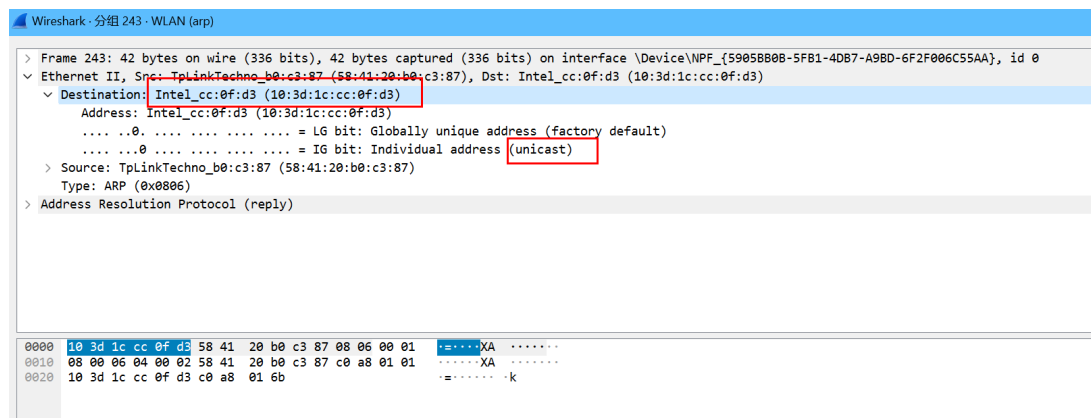 Wireshark · 分组 243 · WLAN (arp)
> Frame 243: 42 bytes on wire (336 bits), 42 bytes captured (336 bits) on interface \Device\NPF_{5905BB0B-5FB1-4DB7-A9BD-6F2F006C55AA}, id 0
Ethernet II, Src: TpLinkTechno_b0:c3:87 (58:41:20:b0:c3:87), Dst: Intel_cc:0f:d3 (10:3d:1c:cc:0f:d3)
Destination: Intel_cc:0f:d3 (10:3d:1c:cc:0f:d3)
Address: Intel_cc:0f:d3 (10:3d:1c:cc:0f:d3)
.... ..0. .... .... .... .... = LG bit: Globally unique address (factory default)
.... ...0 .... .... .... .... = IG bit: Individual address (unicast)
> Source: TpLinkTechno_b0:c3:87 (58:41:20:b0:c3:87)
Type: ARP (0x0806)
> Address Resolution Protocol (reply)
0000 10 3d 1c cc 0f d3 58 41 20 b0 c3 87 08 06 00 01 ·=····XA ·······
0010 08 00 06 04 00 02 58 41 20 b0 c3 87 c0 a8 01 01 ······XA ·······
0020 10 3d 1c cc 0f d3 c0 a8 01 6b ·=······ ·k